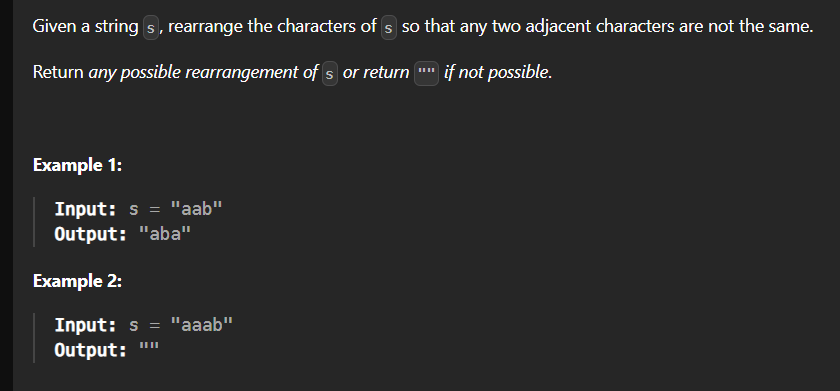 Given a string s, rearrange the characters of s so that any two adjacent characters are not the same.
Return any possible rearrangement of s or return "" if not possible.
Example 1:
Input: s = "aab"
Output: "aba"
Example 2:
Input: s = "aaab"
Output: ""